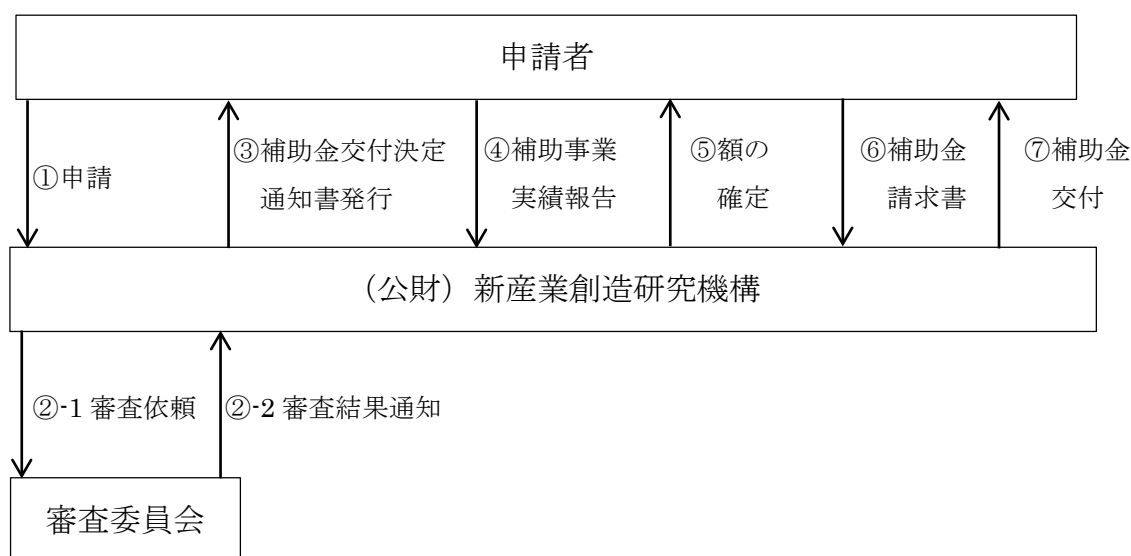 申請者
①申請
③補助金交付決定
通知書発行
④補助事業
実績報告
⑤額の
確定
⑥補助金
請求書
⑦補助金
交付
（公財）新産業創造研究機構
②-1 審査依頼
②-2 審査結果通知
審査委員会